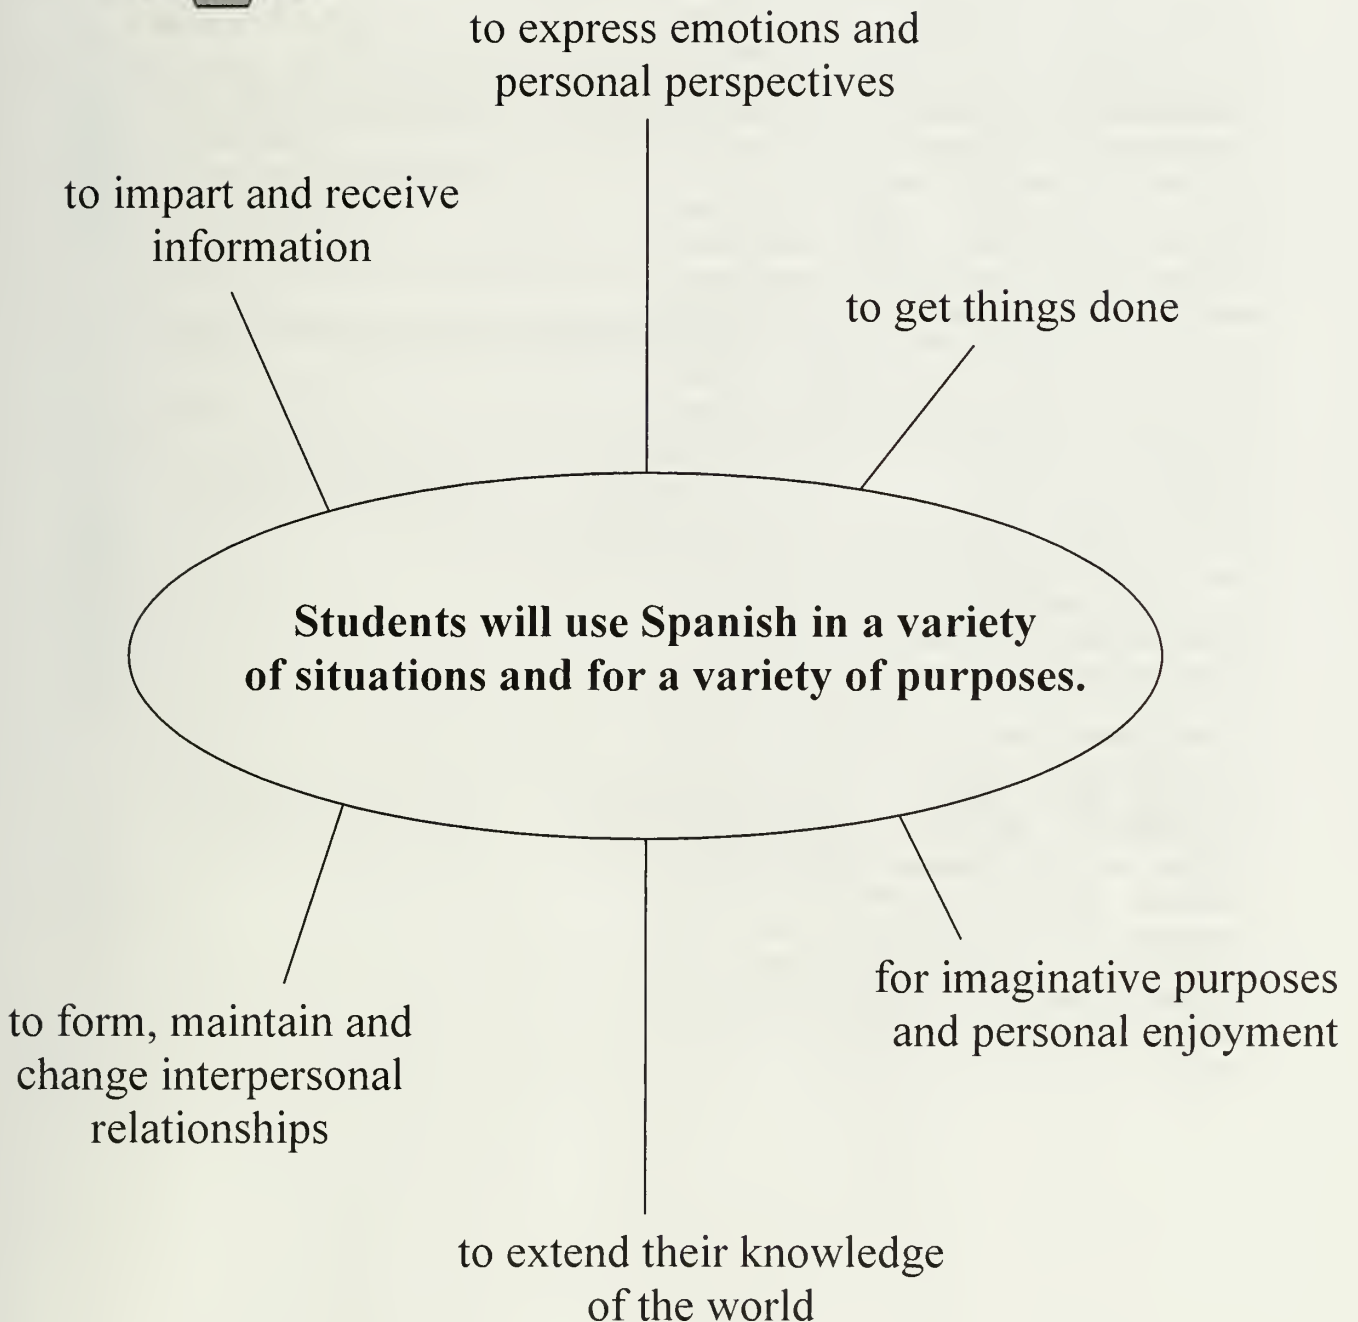 to express emotions and
personal perspectives
to impart and receive
information
to get things done
Students will use Spanish in a variety
of situations and for a variety of purposes.
for imaginative purposes
and personal enjoyment
to form, maintain and
change interpersonal
relationships
to extend their knowledge
of the world